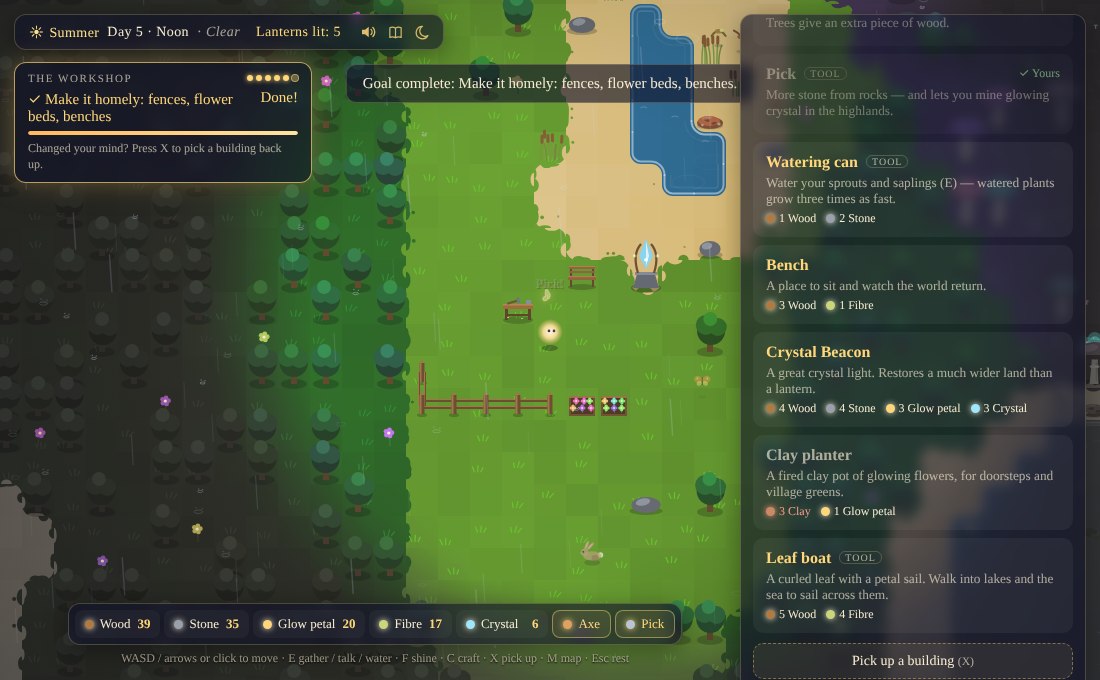 Summer Day 5 · Noon · Clear Lanterns lit: 5
THE WORKSHOP
✓ Make it homely: fences, flower beds, benches Done!
Changed your mind? Press X to pick a building back up.
Goal complete: Make it homely: fences, flower beds, benches.
Pick!
Trees give an extra piece of wood.
Pick TOOL ✓ Yours
More stone from rocks — and lets you mine glowing
crystal in the highlands.
Watering can TOOL
Water your sprouts and saplings (E) — watered plants
grow three times as fast.
1 Wood 2 Stone
Bench
A place to sit and watch the world return.
3 Wood 1 Fibre
Crystal Beacon
A great crystal light. Restores a much wider land than
a lantern.
4 Wood 4 Stone 3 Glow petal 3 Crystal
Clay planter
A fired clay pot of glowing flowers, for doorsteps and
village greens.
3 Clay 1 Glow petal
Leaf boat TOOL
A curled leaf with a petal sail. Walk into lakes and the
sea to sail across them.
5 Wood 4 Fibre
Pick up a building (X)
Wood 39 Stone 35 Glow petal 20 Fibre 17 Crystal 6 Axe Pick
WASD / arrows or click to move · E gather / talk / water · F shine · C craft · X pick up · M map · Esc rest